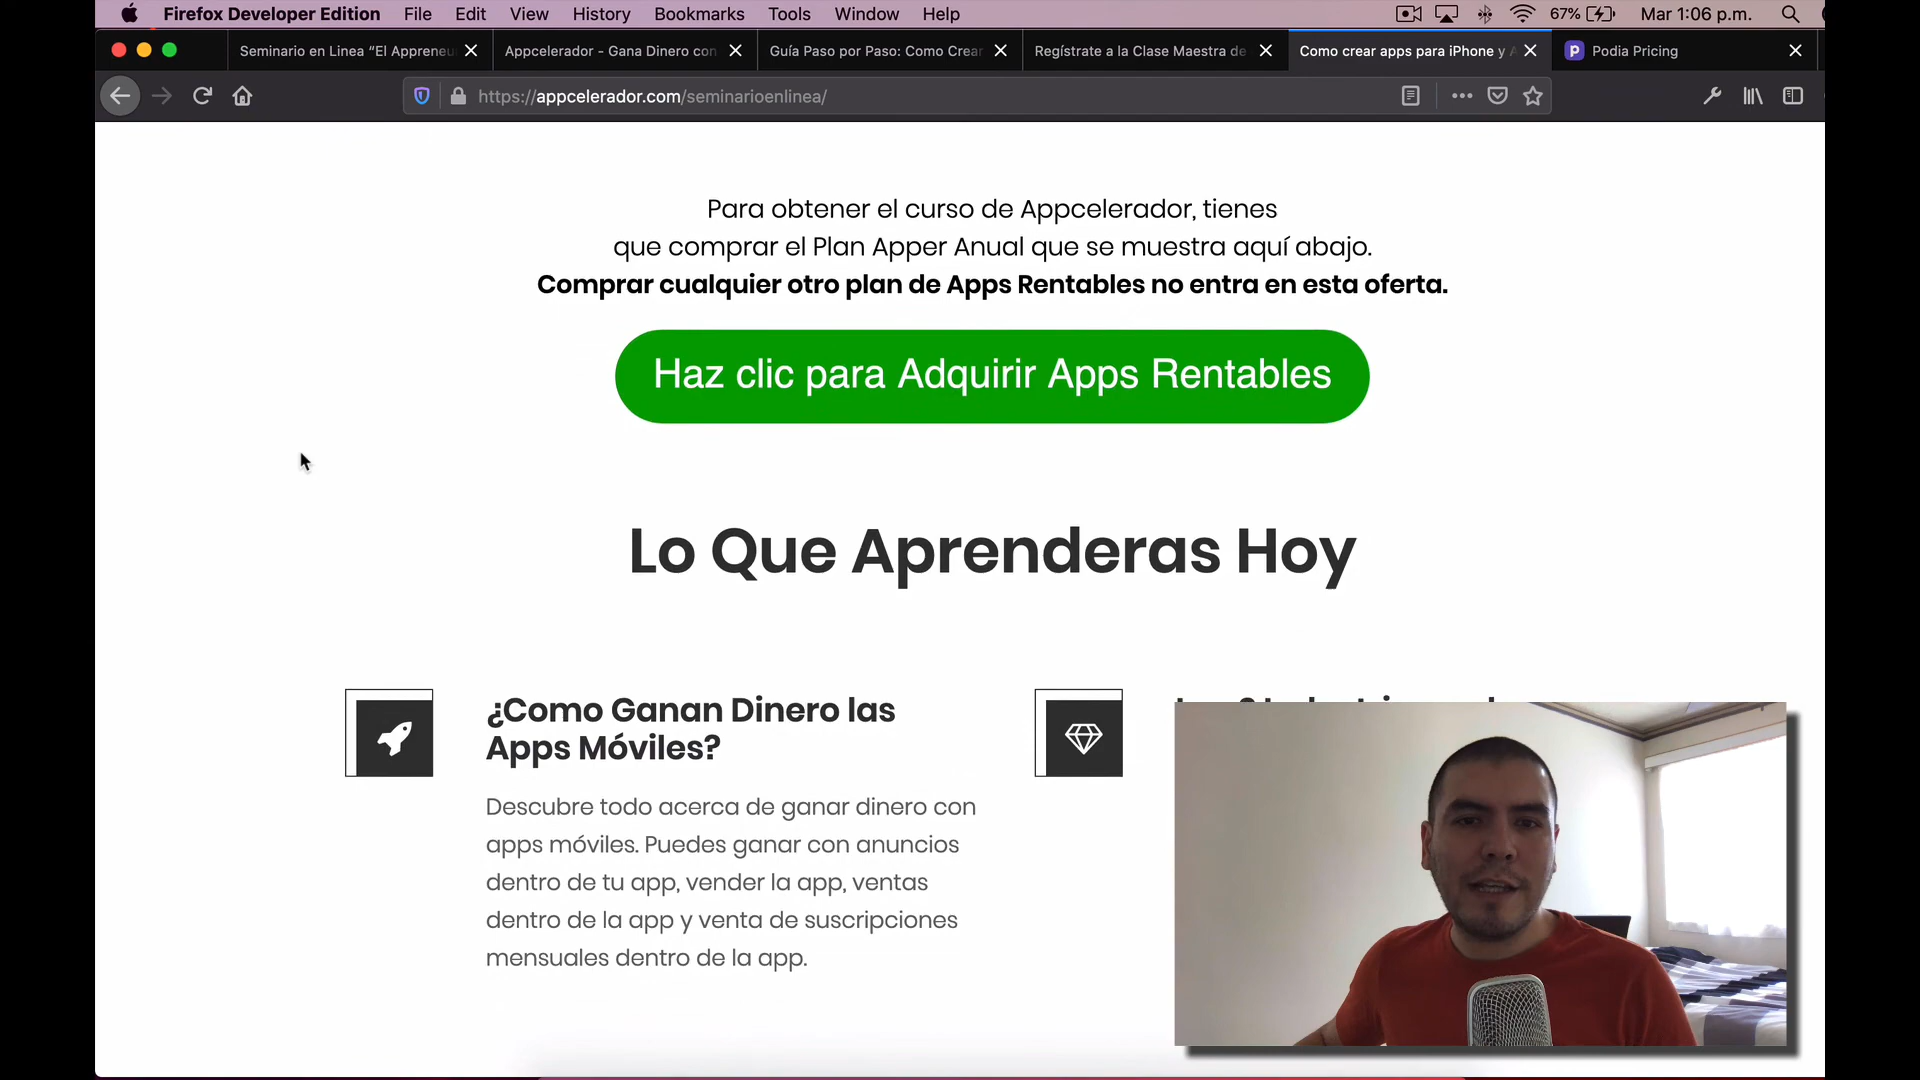 Firefox Developer Edition File Edit View History Bookmarks Tools Window Help 67% Mar 1:06 p.m.
Seminario en Linea “El Appreneu Appcelerador - Gana Dinero con Guía Paso por Paso: Como Crear Regístrate a la Clase Maestra de Como crear apps para iPhone y A Podia Pricing
https://appcelerador.com/seminarioenlinea/
Para obtener el curso de Appcelerador, tienes
que comprar el Plan Apper Anual que se muestra aquí abajo.
Comprar cualquier otro plan de Apps Rentables no entra en esta oferta.
Haz clic para Adquirir Apps Rentables
Lo Que Aprenderas Hoy
¿Como Ganan Dinero las
Apps Móviles?
Descubre todo acerca de ganar dinero con
apps móviles. Puedes ganar con anuncios
dentro de tu app, vender la app, ventas
dentro de la app y venta de suscripciones
mensuales dentro de la app.